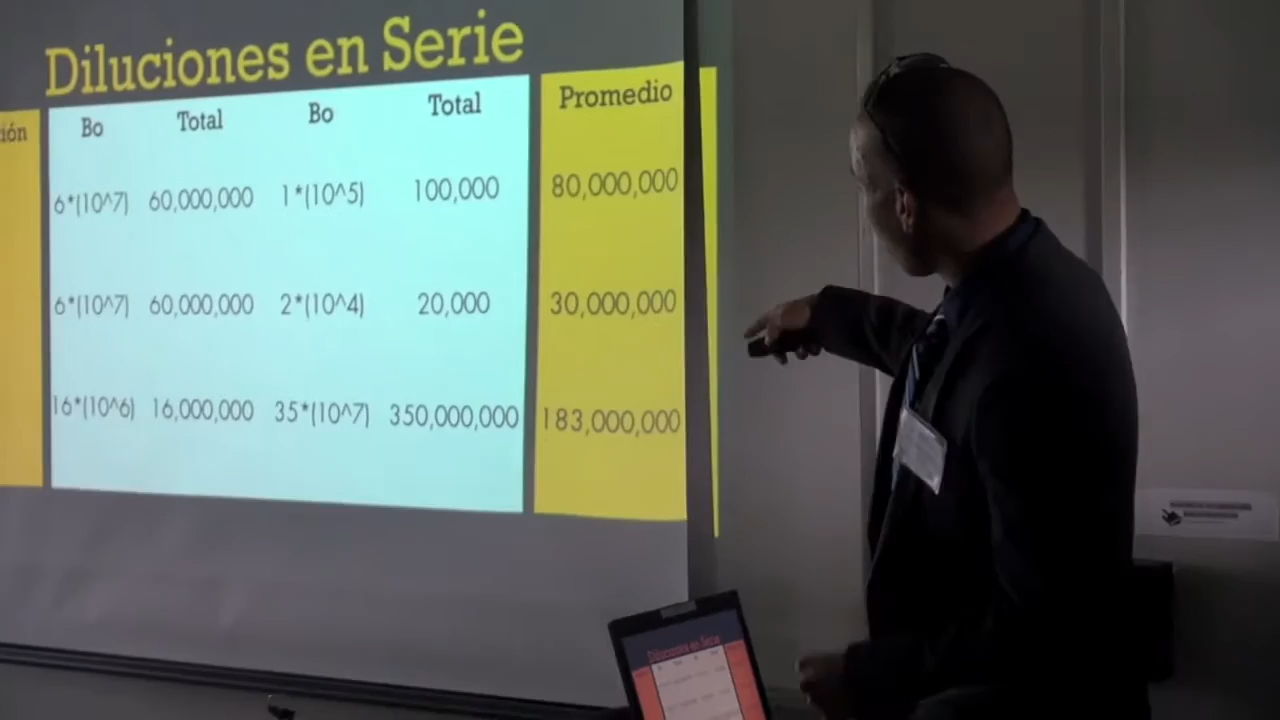 Diluciones en Serie
ión Bo Total Bo Total Promedio
6*(10^7) 60,000,000 1*(10^5) 100,000 80,000,000
6*(10^7) 60,000,000 2*(10^4) 20,000 30,000,000
16*(10^6) 16,000,000 35*(10^7) 350,000,000 183,000,000
Diluciones en Serie